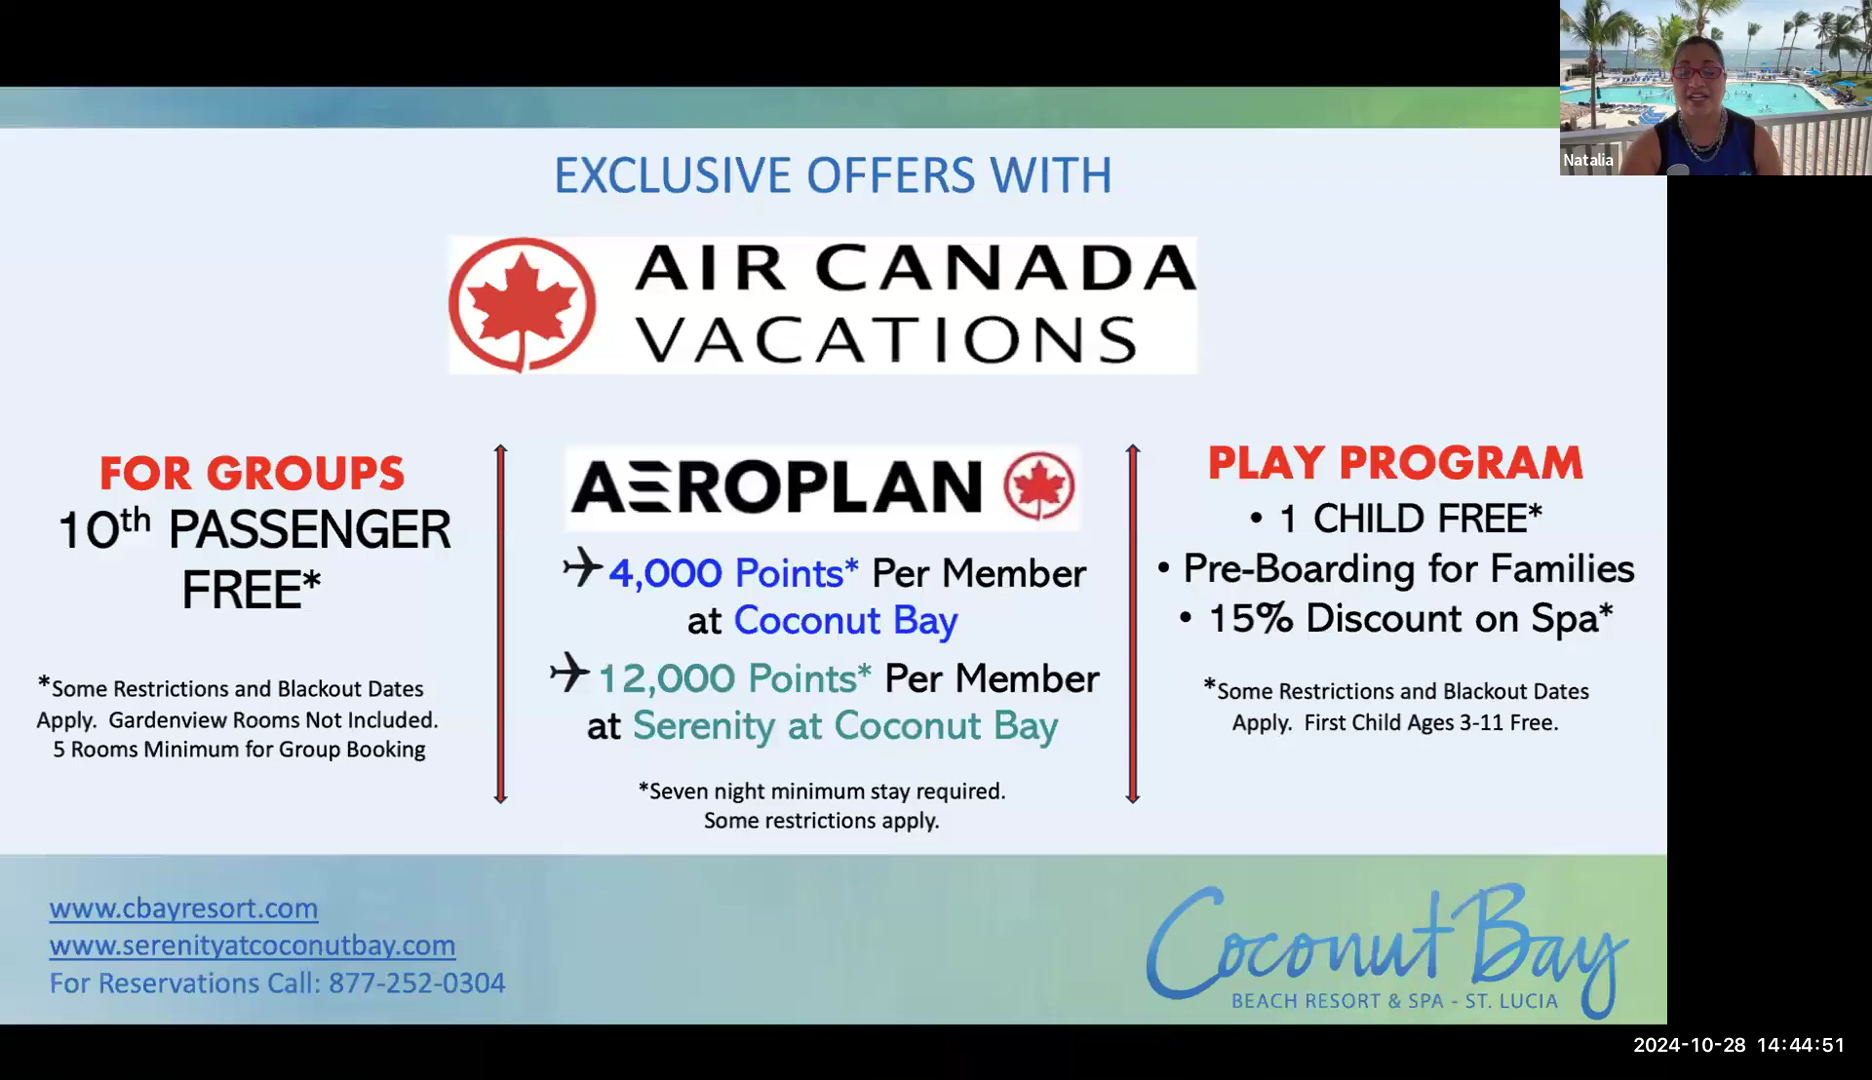 Natalia
EXCLUSIVE OFFERS WITH
AIR CANADA
VACATIONS
FOR GROUPS
10th PASSENGER
FREE*
*Some Restrictions and Blackout Dates
Apply. Gardenview Rooms Not Included.
5 Rooms Minimum for Group Booking
AEROPLAN
4,000 Points* Per Member
at Coconut Bay
12,000 Points* Per Member
at Serenity at Coconut Bay
*Seven night minimum stay required.
Some restrictions apply.
PLAY PROGRAM
• 1 CHILD FREE*
• Pre-Boarding for Families
• 15% Discount on Spa*
*Some Restrictions and Blackout Dates
Apply. First Child Ages 3-11 Free.
www.cbayresort.com
www.serenityatcoconutbay.com
For Reservations Call: 877-252-0304
Coconut Bay
BEACH RESORT & SPA - ST. LUCIA
2024-10-28 14:44:51